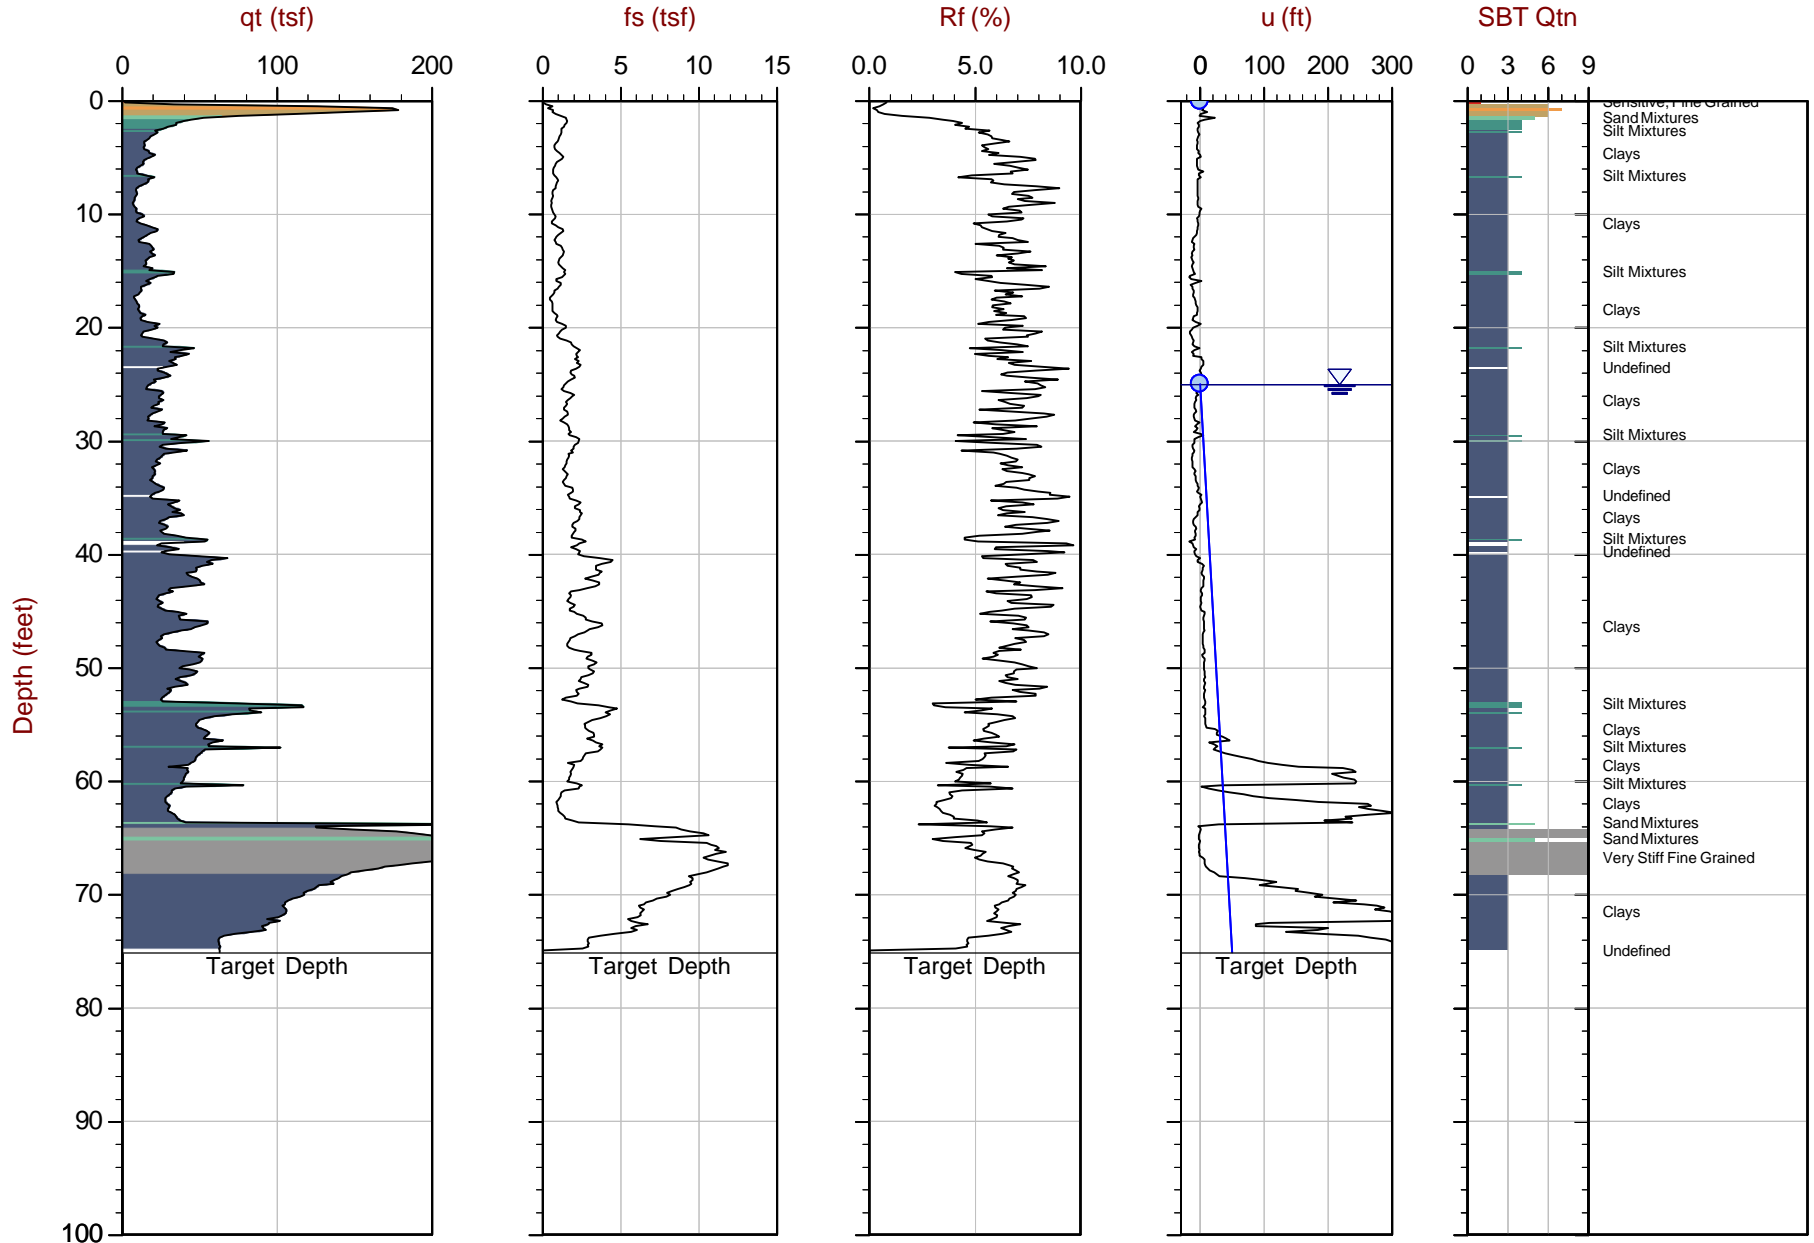 qt (tsf) fs (tsf) Rf (%) u (ft) SBT Qtn
0 100 200 0 5 10 15 0.0 5.0 10.0 0 100 200 300 0 3 6 9
0
10
20
30
40
50
60
70
80
90
100
Depth (feet)
Sensitive, Fine Grained
Sand Mixtures
Silt Mixtures
Clays
Silt Mixtures
Clays
Silt Mixtures
Clays
Silt Mixtures
Undefined
Clays
Silt Mixtures
Clays
Undefined
Clays
Silt Mixtures
Undefined
Clays
Silt Mixtures
Clays
Silt Mixtures
Clays
Silt Mixtures
Clays
Sand Mixtures
Sand Mixtures
Very Stiff Fine Grained
Clays
Undefined
Target Depth Target Depth Target Depth Target Depth